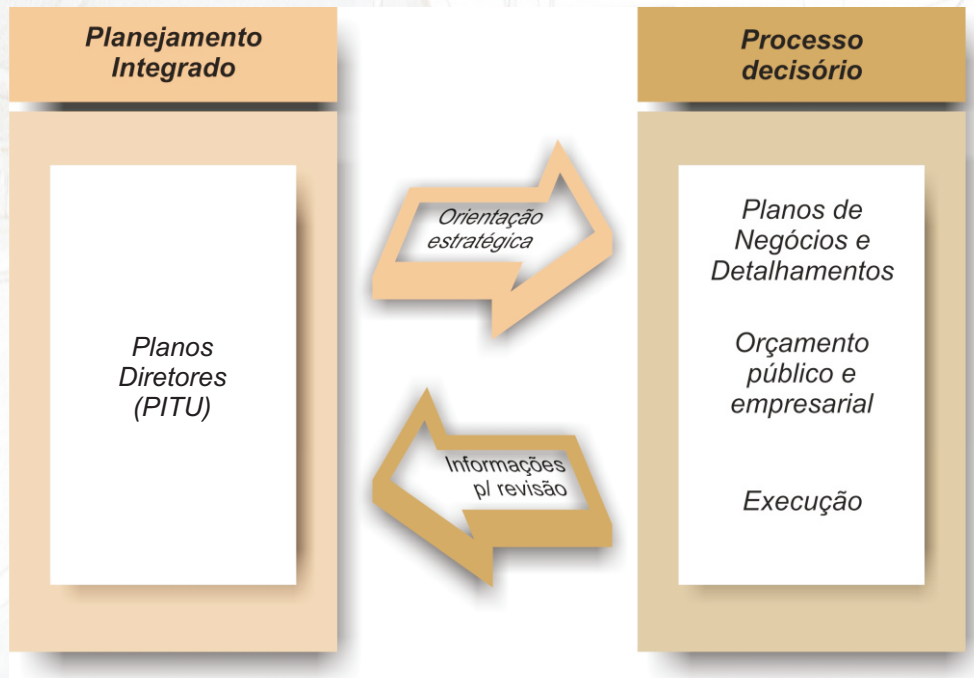 Planejamento
Integrado
Planos
Diretores
(PITU)
Orientação
estratégica
Informações
p/ revisão
Processo
decisório
Planos de
Negócios e
Detalhamentos
Orçamento
público e
empresarial
Execução